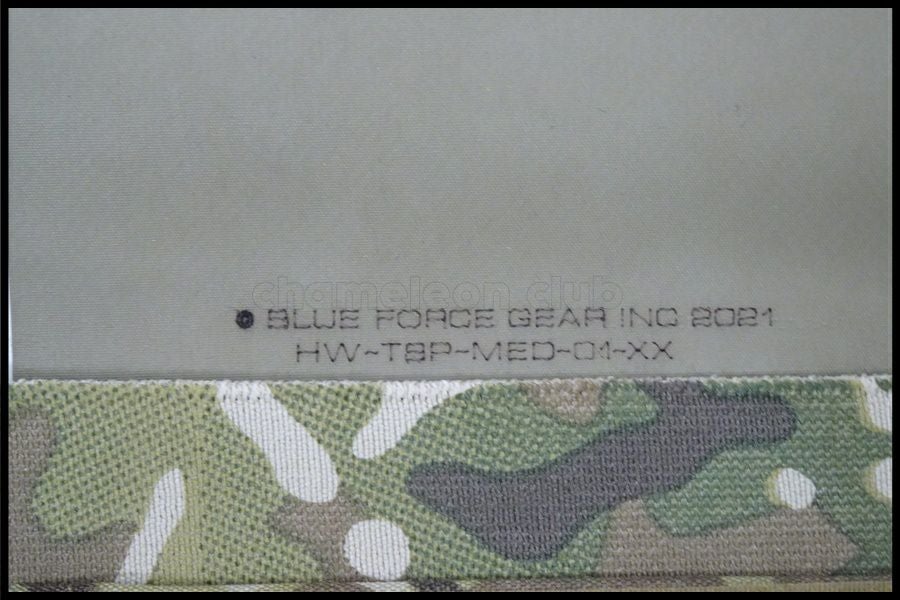 chameleon club
BLUE FORCE GEAR INC 2021
HW-TSP-MED-01-XX